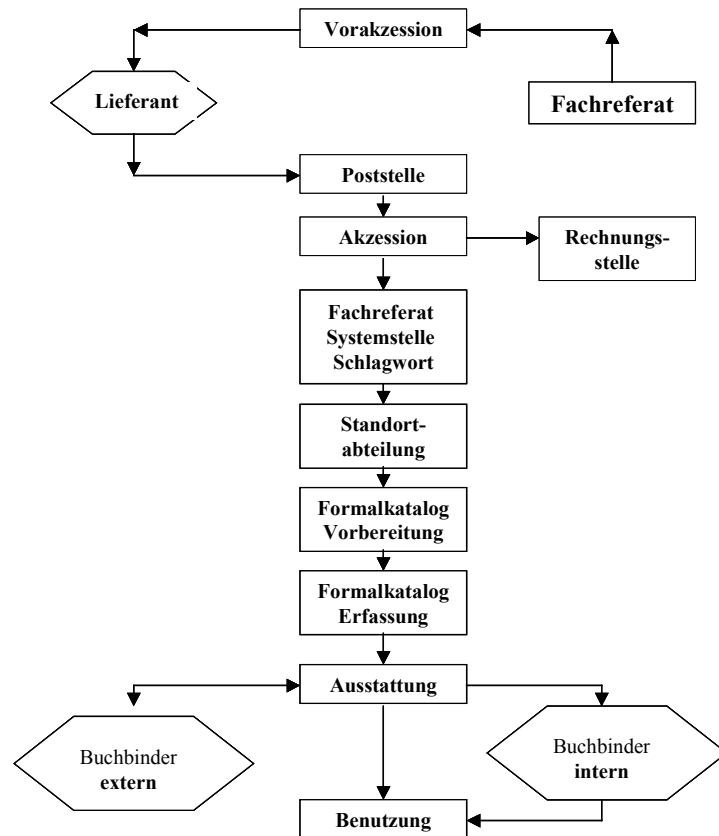 Vorakzession
Lieferant
Fachreferat
Poststelle
Akzession
Rechnungs-
stelle
Fachreferat
Systemstelle
Schlagwort
Standort-
abteilung
Formalkatalog
Vorbereitung
Formalkatalog
Erfassung
Ausstattung
Buchbinder
extern
Buchbinder
intern
Benutzung